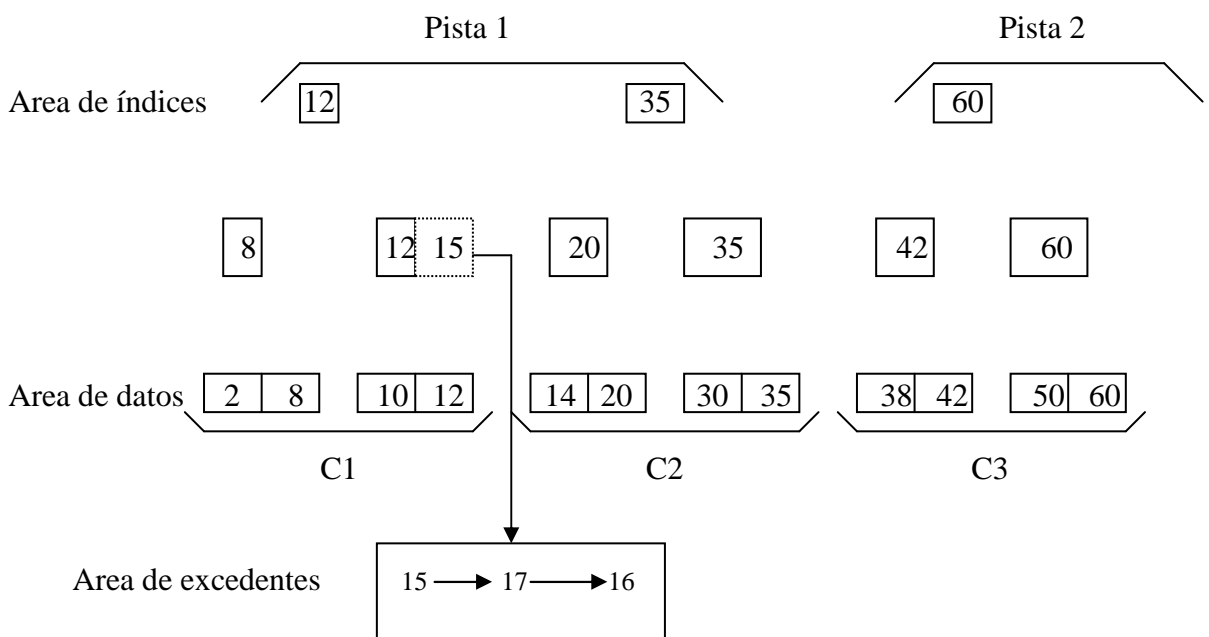 Pista 1 Pista 2
Area de índices 12 35 60
8 12 15 20 35 42 60
Area de datos 2 8 10 12 14 20 30 35 38 42 50 60
C1 C2 C3
Area de excedentes 15 17 16